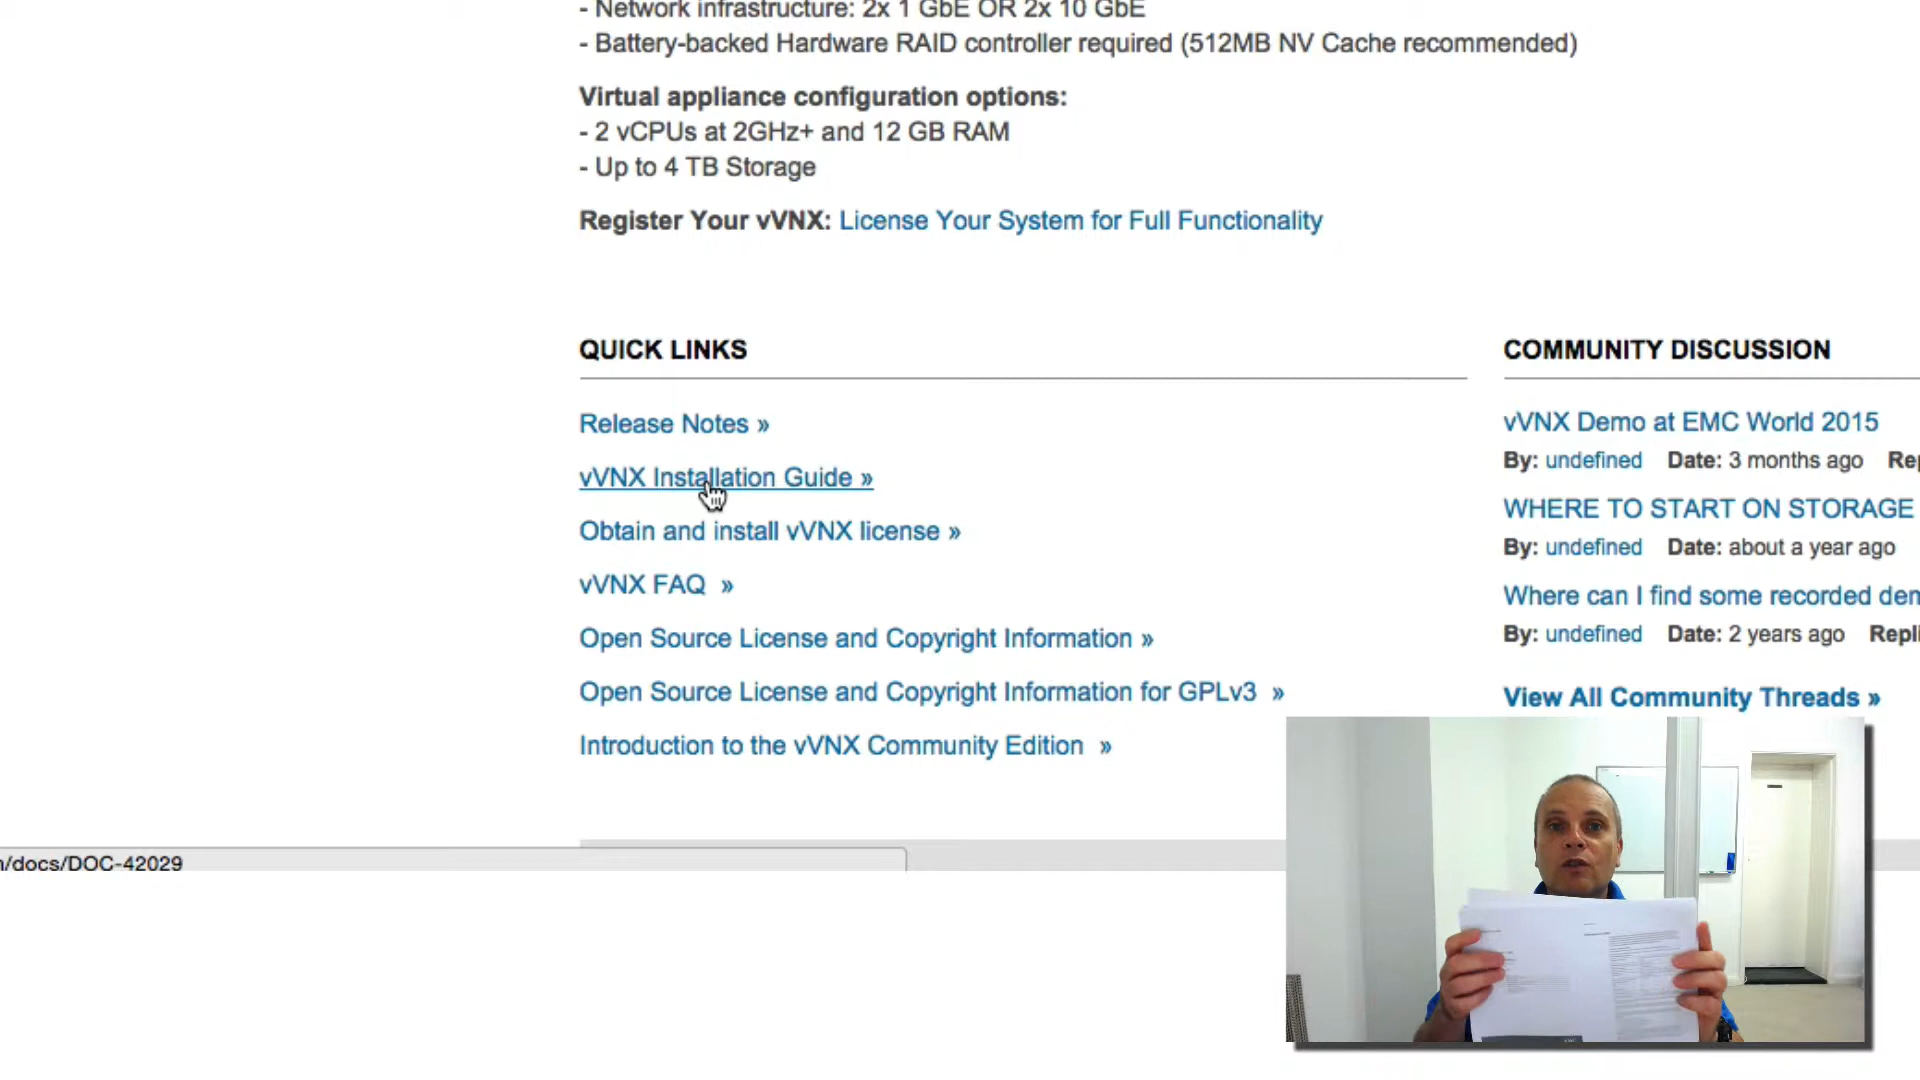 - Network infrastructure: 2x 1 GbE OR 2x 10 GbE
- Battery-backed Hardware RAID controller required (512MB NV Cache recommended)
Virtual appliance configuration options:
- 2 vCPUs at 2GHz+ and 12 GB RAM
- Up to 4 TB Storage
Register Your vVNX: License Your System for Full Functionality
QUICK LINKS
Release Notes »
vVNX Installation Guide »
Obtain and install vVNX license »
vVNX FAQ »
Open Source License and Copyright Information »
Open Source License and Copyright Information for GPLv3 »
Introduction to the vVNX Community Edition »
COMMUNITY DISCUSSION
vVNX Demo at EMC World 2015
By: undefined Date: 3 months ago
WHERE TO START ON STORAGE
By: undefined Date: about a year ago
Where can I find some recorded
By: undefined Date: 2 years ago
View All Community Threads »
/docs/DOC-42029